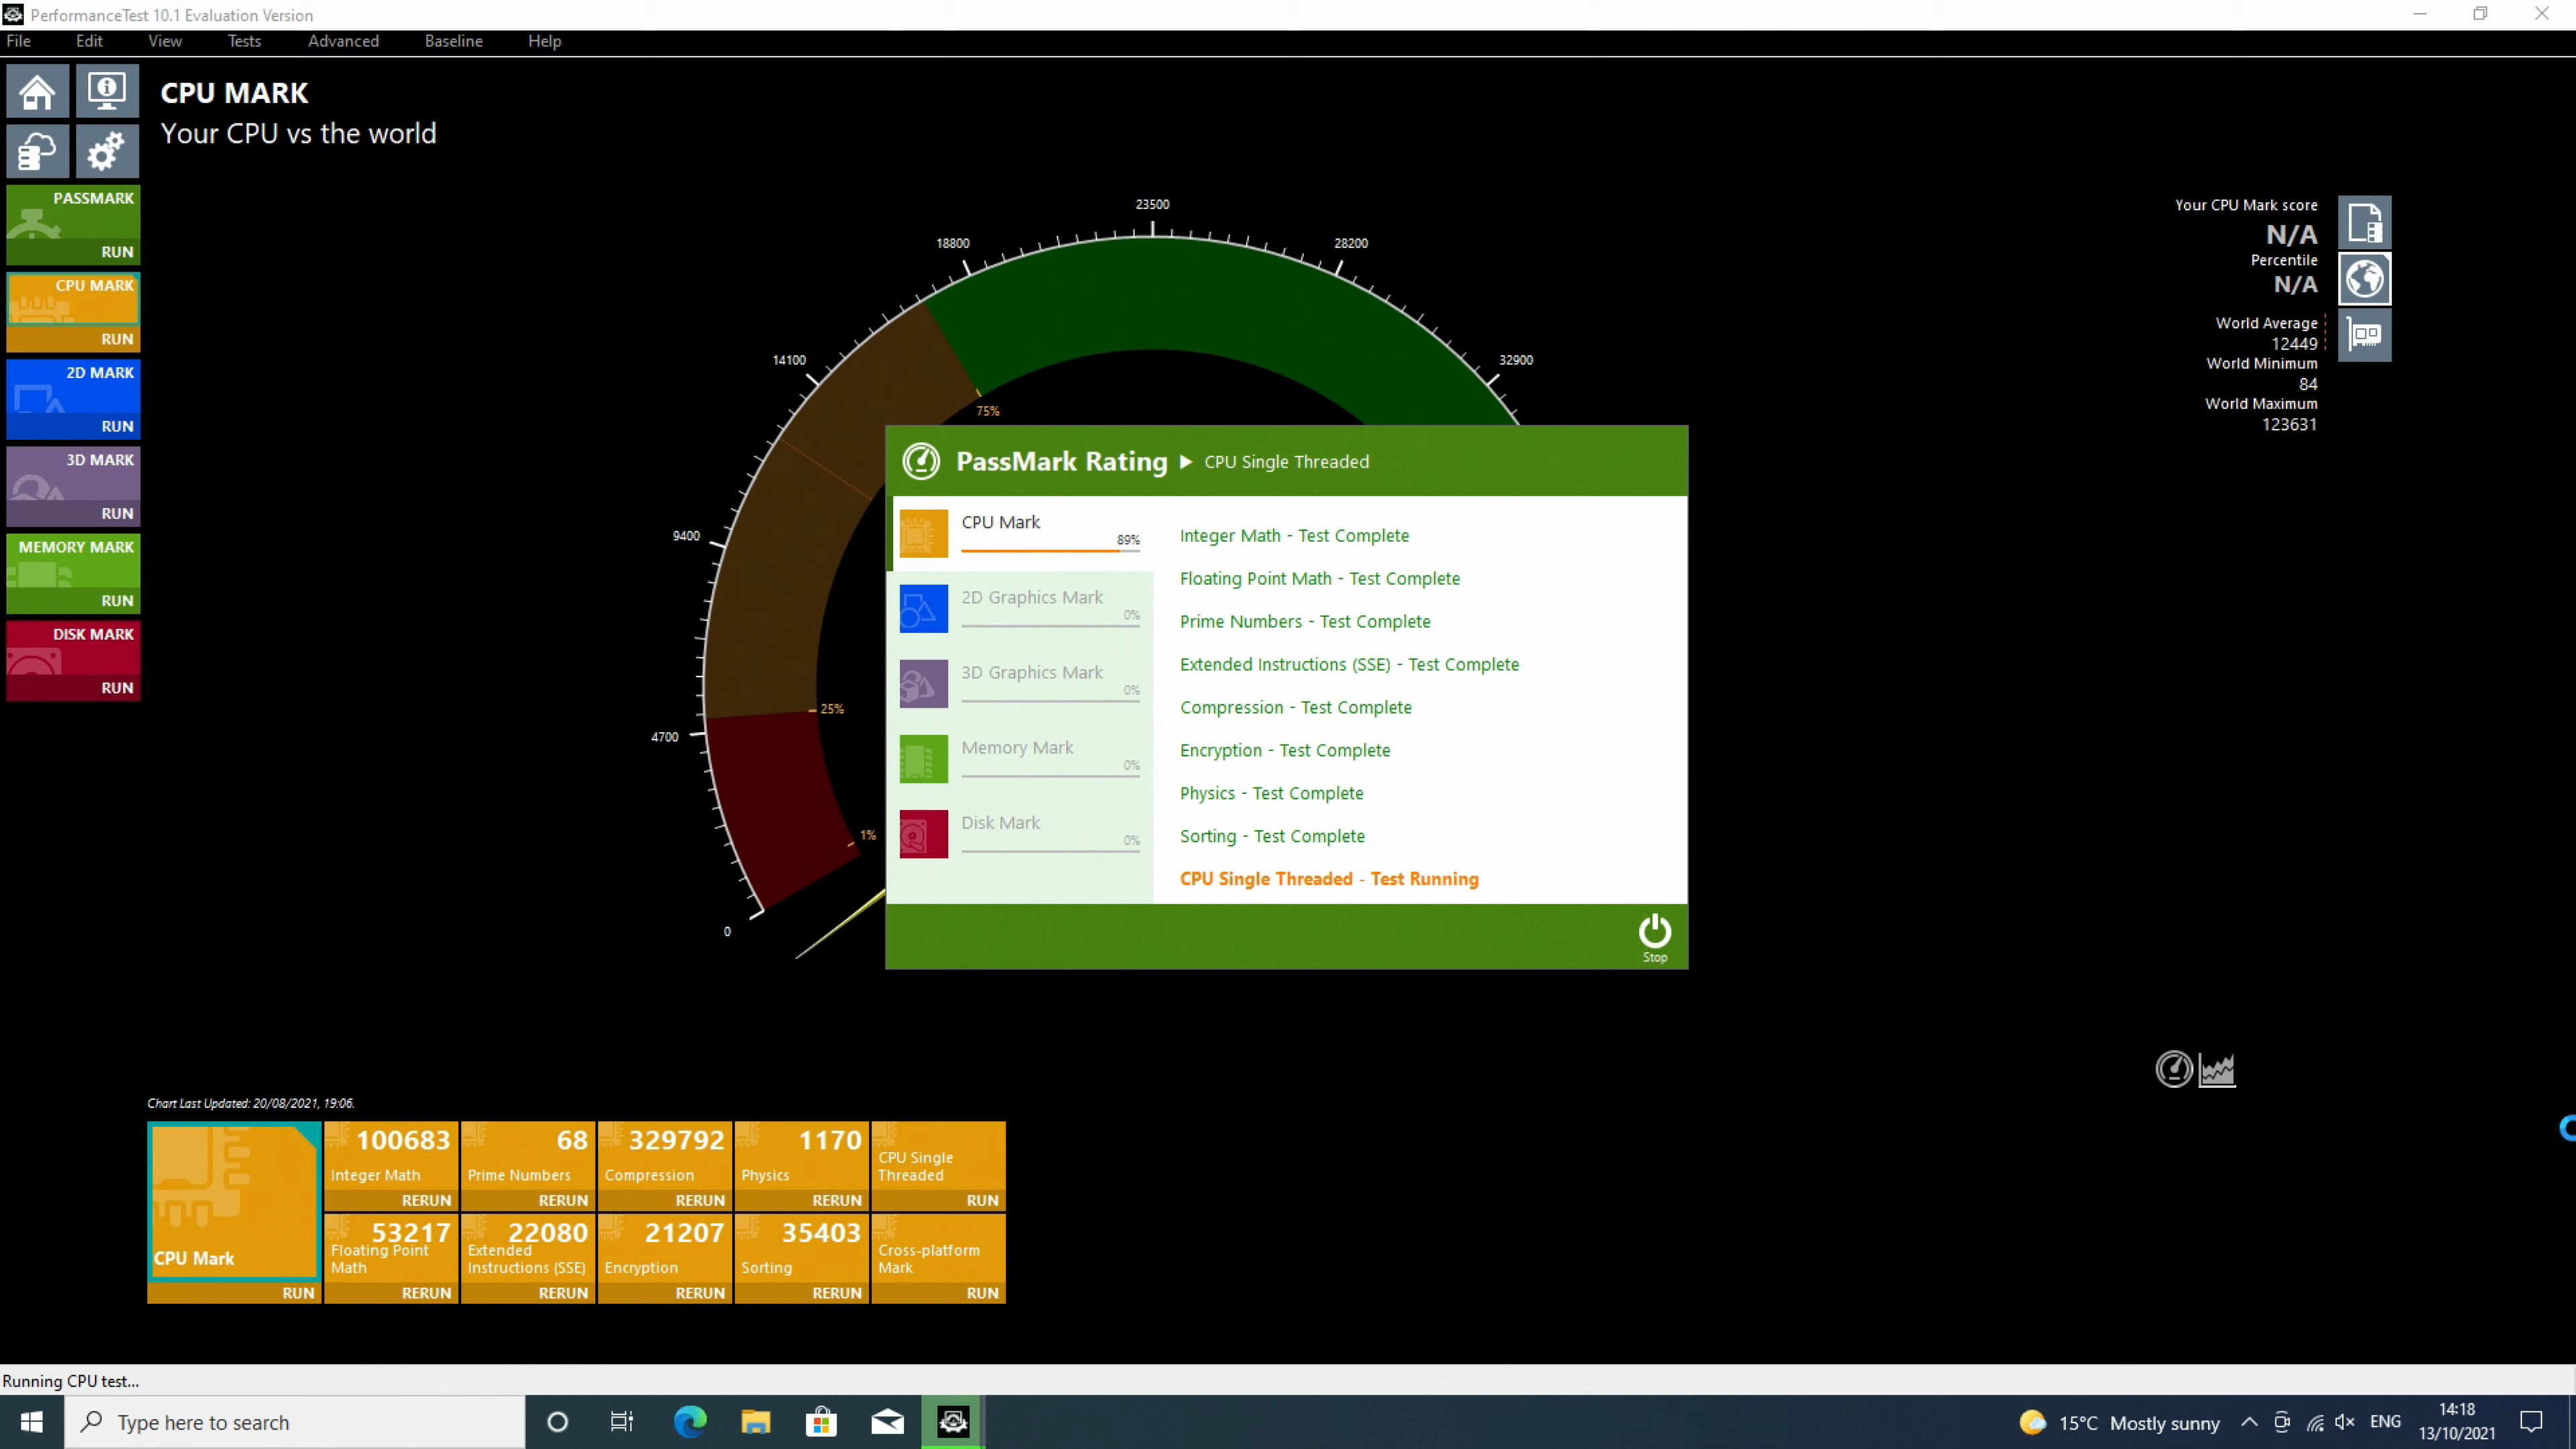 PerformanceTest 10.1 Evaluation Version
File Edit View Tests Advanced Baseline Help
CPU MARK
Your CPU vs the world
PASSMARK
RUN
CPU MARK
RUN
2D MARK
RUN
3D MARK
RUN
MEMORY MARK
RUN
DISK MARK
RUN
0
4700
9400
14100
18800
23500
28200
32900
1%
25%
75%
Your CPU Mark score
N/A
Percentile
N/A
World Average
12449
World Minimum
84
World Maximum
123631
PassMark Rating CPU Single Threaded
CPU Mark
89%
2D Graphics Mark
0%
3D Graphics Mark
0%
Memory Mark
0%
Disk Mark
0%
Integer Math - Test Complete
Floating Point Math - Test Complete
Prime Numbers - Test Complete
Extended Instructions (SSE) - Test Complete
Compression - Test Complete
Encryption - Test Complete
Physics - Test Complete
Sorting - Test Complete
CPU Single Threaded - Test Running
Stop
Chart Last Updated: 20/08/2021, 19:06.
CPU Mark
RUN
100683
Integer Math
RERUN
68
Prime Numbers
RERUN
329792
Compression
RERUN
1170
Physics
RERUN
CPU Single
Threaded
RUN
53217
Floating Point
Math
RERUN
22080
Extended
Instructions (SSE)
RERUN
21207
Encryption
RERUN
35403
Sorting
RERUN
Cross-platform
Mark
RUN
Running CPU test...
Type here to search
15°C Mostly sunny
ENG
14:18
13/10/2021